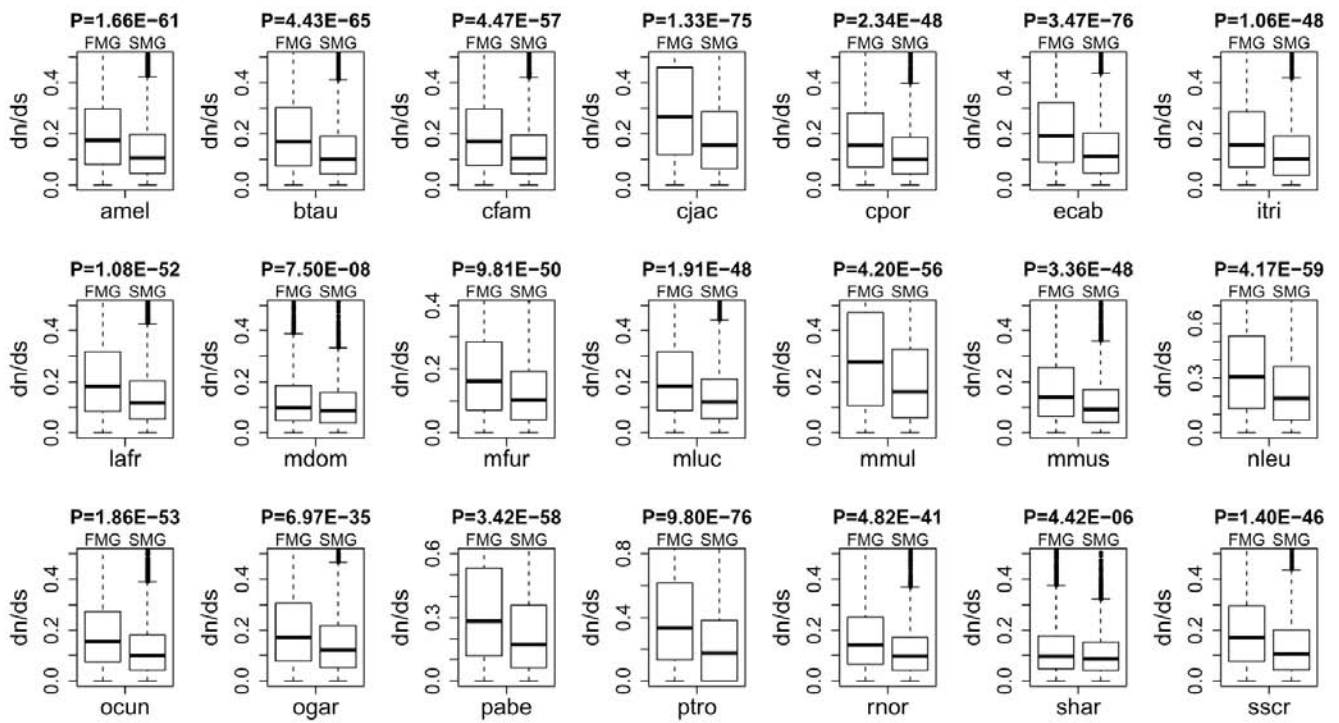 P=1.66E−61 P=4.43E−65 P=4.47E−57 P=1.33E−75 P=2.34E−48 P=3.47E−76 P=1.06E−48
FMG SMG FMG SMG FMG SMG FMG SMG FMG SMG FMG SMG FMG SMG
dn/ds 0.0 0.2 0.4 dn/ds 0.0 0.2 0.4 dn/ds 0.0 0.2 0.4 dn/ds 0.0 0.2 0.4 dn/ds 0.0 0.2 0.4 dn/ds 0.0 0.2 0.4 dn/ds 0.0 0.2 0.4
amel btau cfam cjac cpor ecab itri
P=1.08E−52 P=7.50E−08 P=9.81E−50 P=1.91E−48 P=4.20E−56 P=3.36E−48 P=4.17E−59
FMG SMG FMG SMG FMG SMG FMG SMG FMG SMG FMG SMG FMG SMG
dn/ds 0.0 0.2 0.4 dn/ds 0.0 0.2 0.4 dn/ds 0.0 0.2 0.4 dn/ds 0.0 0.2 0.4 dn/ds 0.0 0.2 0.4 dn/ds 0.0 0.2 0.4 dn/ds 0.0 0.3 0.6
lafr mdom mfur mluc mmul mmus nleu
P=1.86E−53 P=6.97E−35 P=3.42E−58 P=9.80E−76 P=4.82E−41 P=4.42E−06 P=1.40E−46
FMG SMG FMG SMG FMG SMG FMG SMG FMG SMG FMG SMG FMG SMG
dn/ds 0.0 0.2 0.4 dn/ds 0.0 0.2 0.4 dn/ds 0.0 0.3 0.6 dn/ds 0.0 0.4 0.8 dn/ds 0.0 0.2 0.4 dn/ds 0.0 0.2 0.4 dn/ds 0.0 0.2 0.4
ocun ogar pabe ptro rnor shar sscr